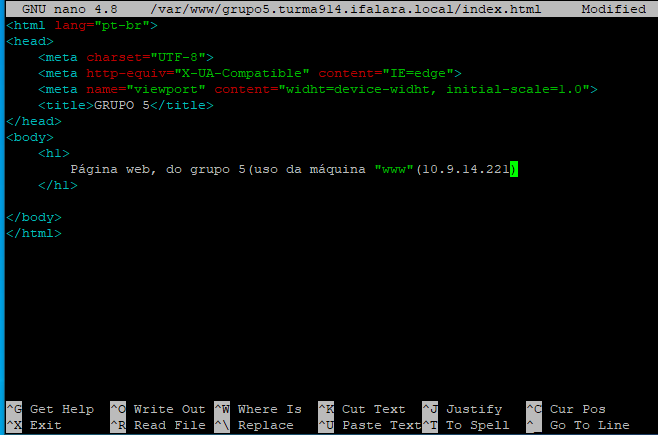 GNU nano 4.8    /var/www/grupo5.turma914.ifalara.local/index.html    Modified
<html lang="pt-br">
<head>
    <meta charset="UTF-8">
    <meta http-equiv="X-UA-Compatible" content="IE=edge">
    <meta name="viewport" content="widht=device-widht, initial-scale=1.0">
    <title>GRUPO 5</title>
</head>
<body>
    <h1>
        Página web, do grupo 5(uso da máquina "www"(10.9.14.221)
    </h1>

</body>
</html>
^G Get Help  ^O Write Out ^W Where Is  ^K Cut Text  ^J Justify   ^C Cur Pos
^X Exit      ^R Read File ^\ Replace   ^U Paste Text^T To Spell  ^_ Go To Line